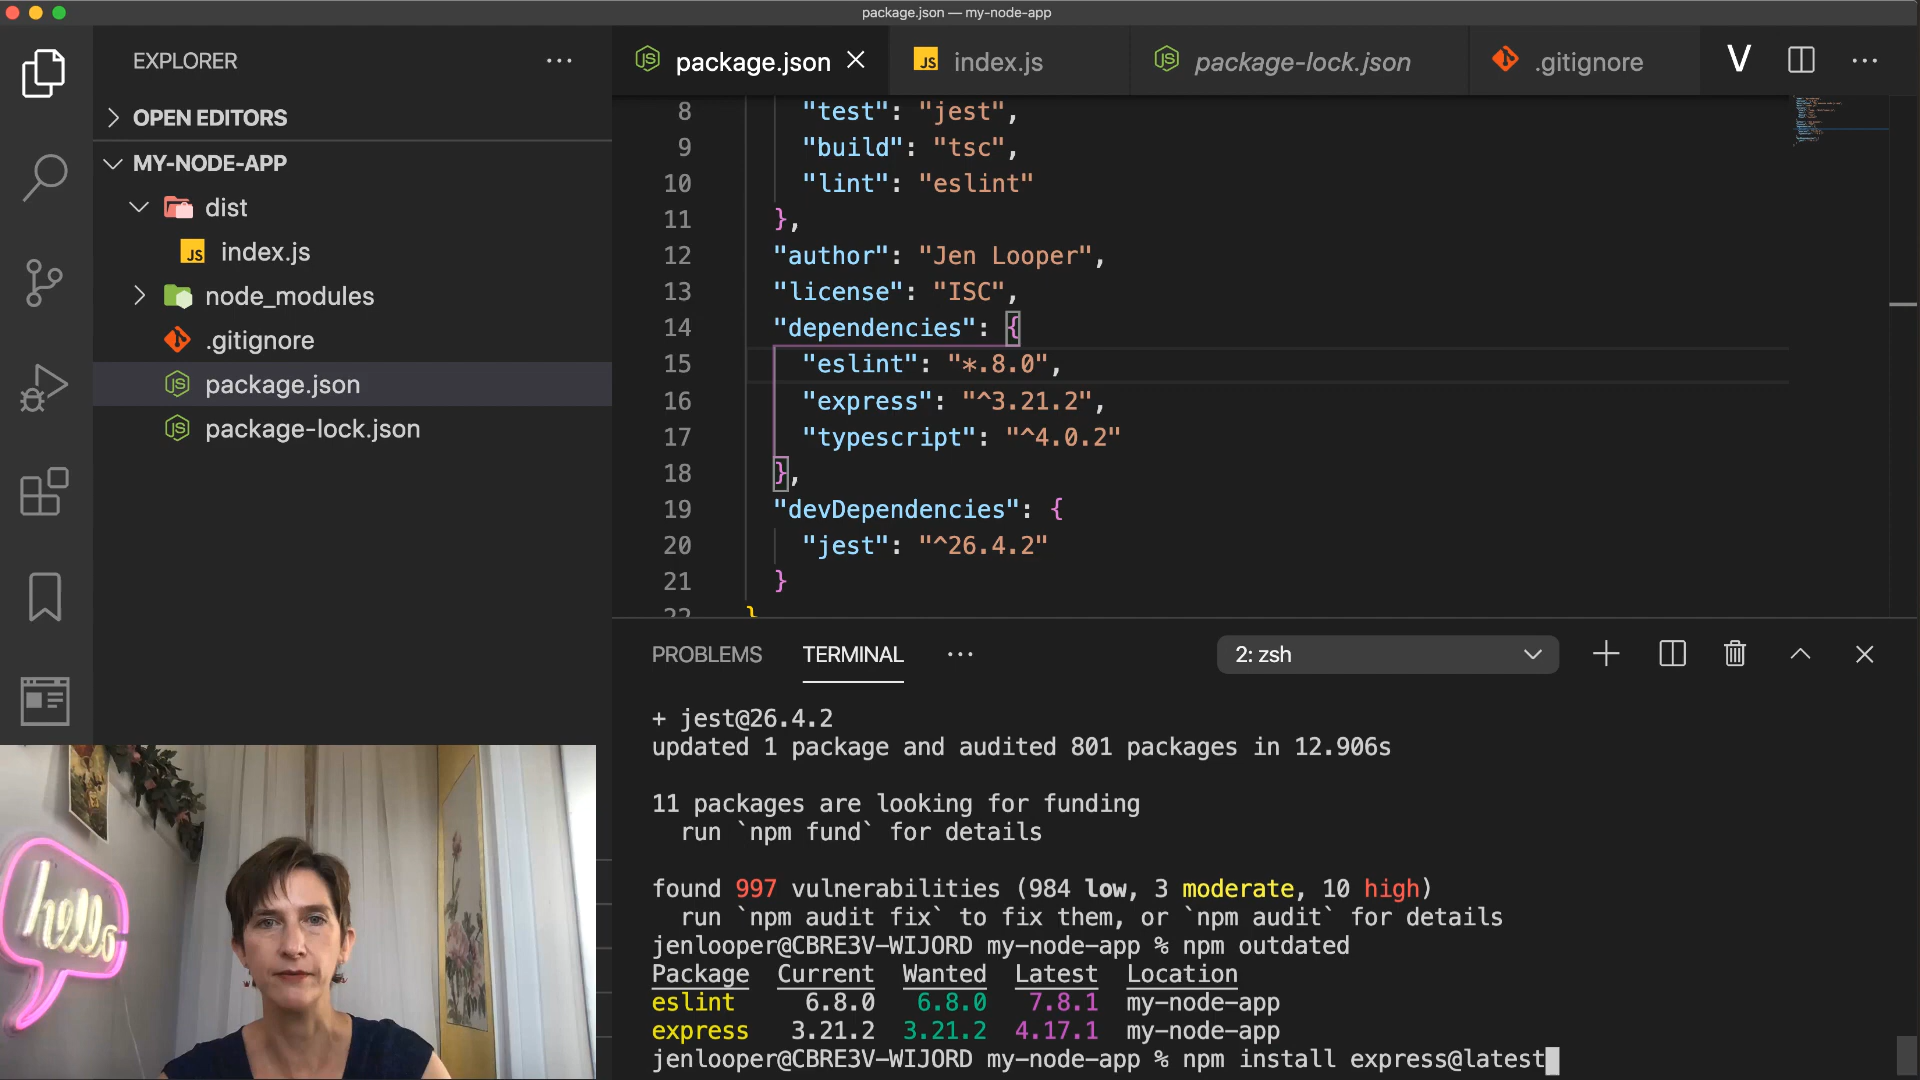 package.json — my-node-app
EXPLORER
OPEN EDITORS
MY-NODE-APP
dist
JS index.js
node_modules
.gitignore
package.json
package-lock.json
package.json
JS index.js
package-lock.json
.gitignore
V
8 "test": "jest",
9 "build": "tsc",
10 "lint": "eslint"
11 },
12 "author": "Jen Looper",
13 "license": "ISC",
14 "dependencies": {
15 "eslint": "*.8.0",
16 "express": "^3.21.2",
17 "typescript": "^4.0.2"
18 },
19 "devDependencies": {
20 "jest": "^26.4.2"
21 }
22 }
PROBLEMS TERMINAL ···
2: zsh
+ jest@26.4.2
updated 1 package and audited 801 packages in 12.906s
11 packages are looking for funding
run `npm fund` for details
found 997 vulnerabilities (984 low, 3 moderate, 10 high)
run `npm audit fix` to fix them, or `npm audit` for details
jenlooper@CBRE3V-WIJORD my-node-app % npm outdated
Package Current Wanted Latest Location
eslint 6.8.0 6.8.0 7.8.1 my-node-app
express 3.21.2 3.21.2 4.17.1 my-node-app
jenlooper@CBRE3V-WIJORD my-node-app % npm install express@latest
hello